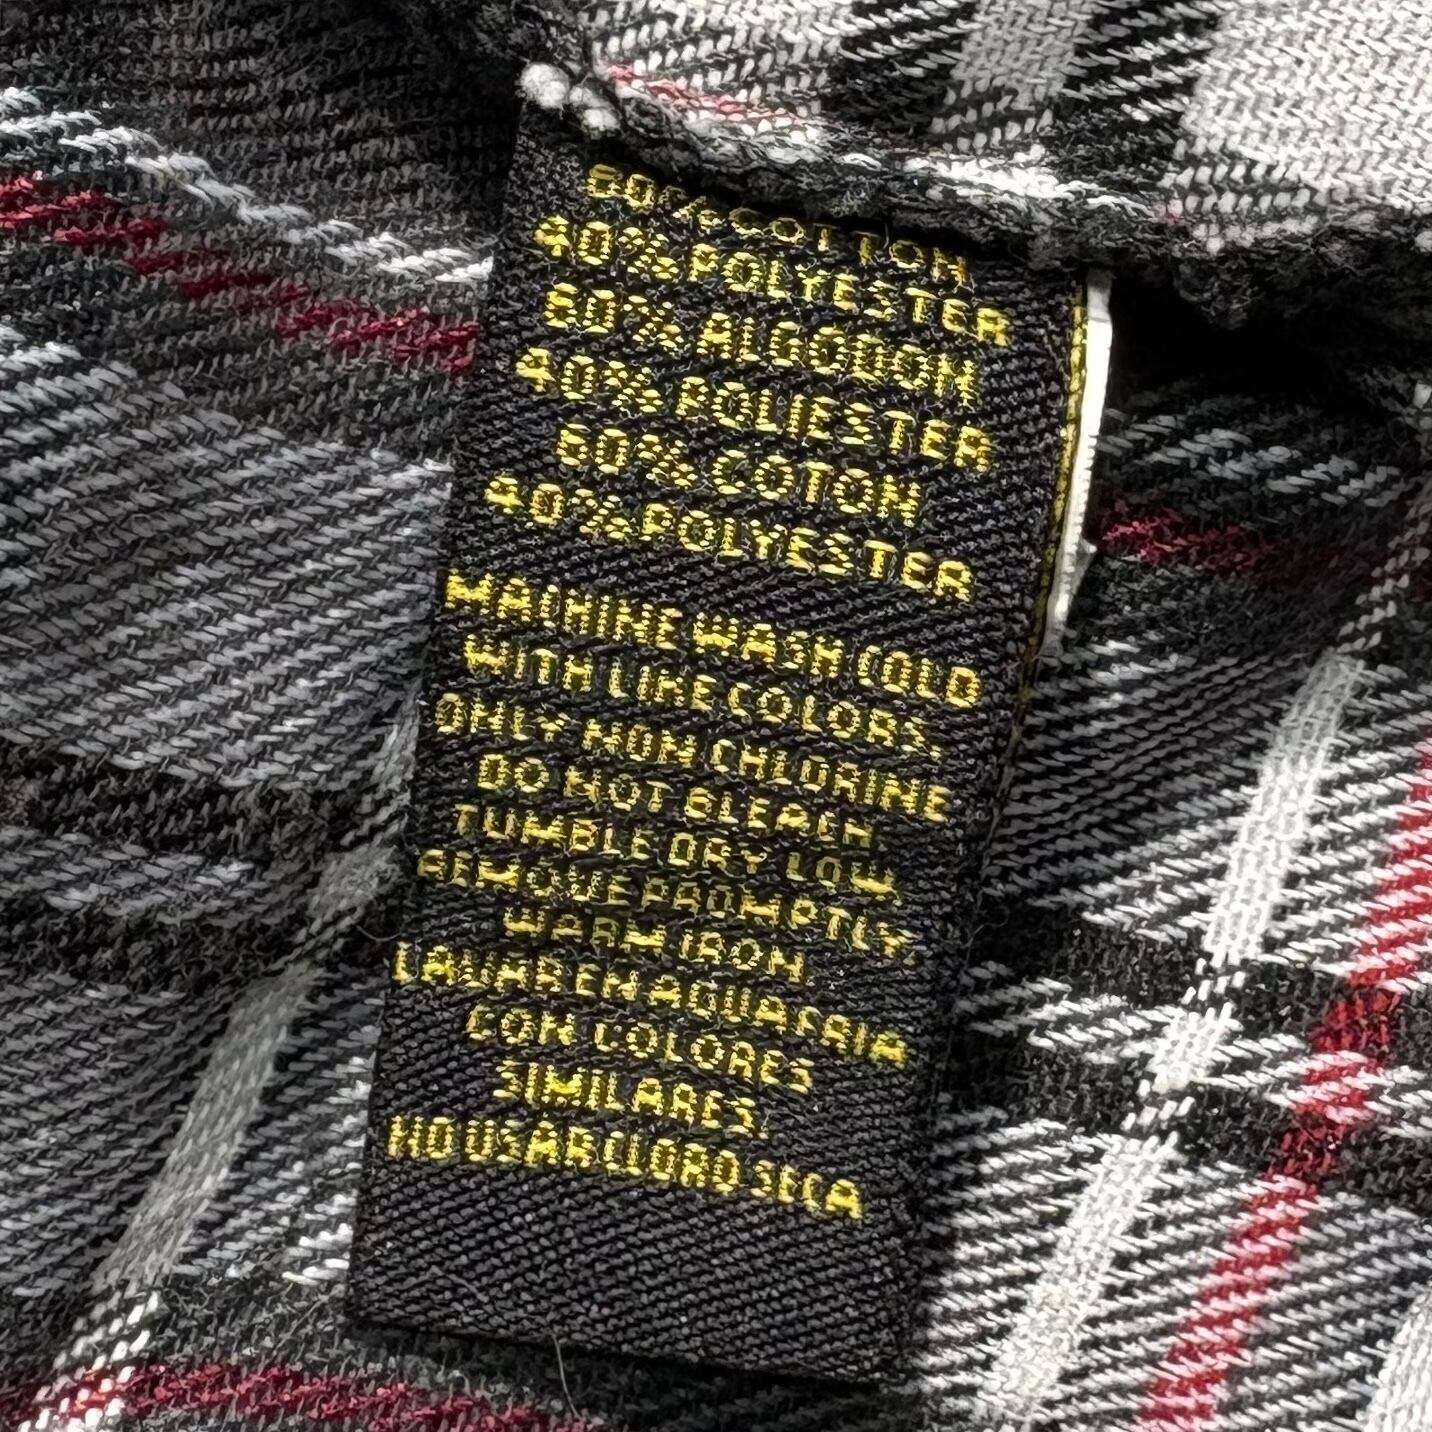 60% COTTON
40% POLYESTER
60% ALGODON
40% POLIESTER
60% COTON
40% POLYESTER
MACHINE WASH COLD
WITH LIKE COLORS.
ONLY NON CHLORINE
DO NOT BLEACH.
TUMBLE DRY LOW.
REMOVE PROMPTLY.
WARM IRON.
LAVAR EN AQUA FRIA
CON COLORES
SIMILARES.
NO USAR CLORO SECA